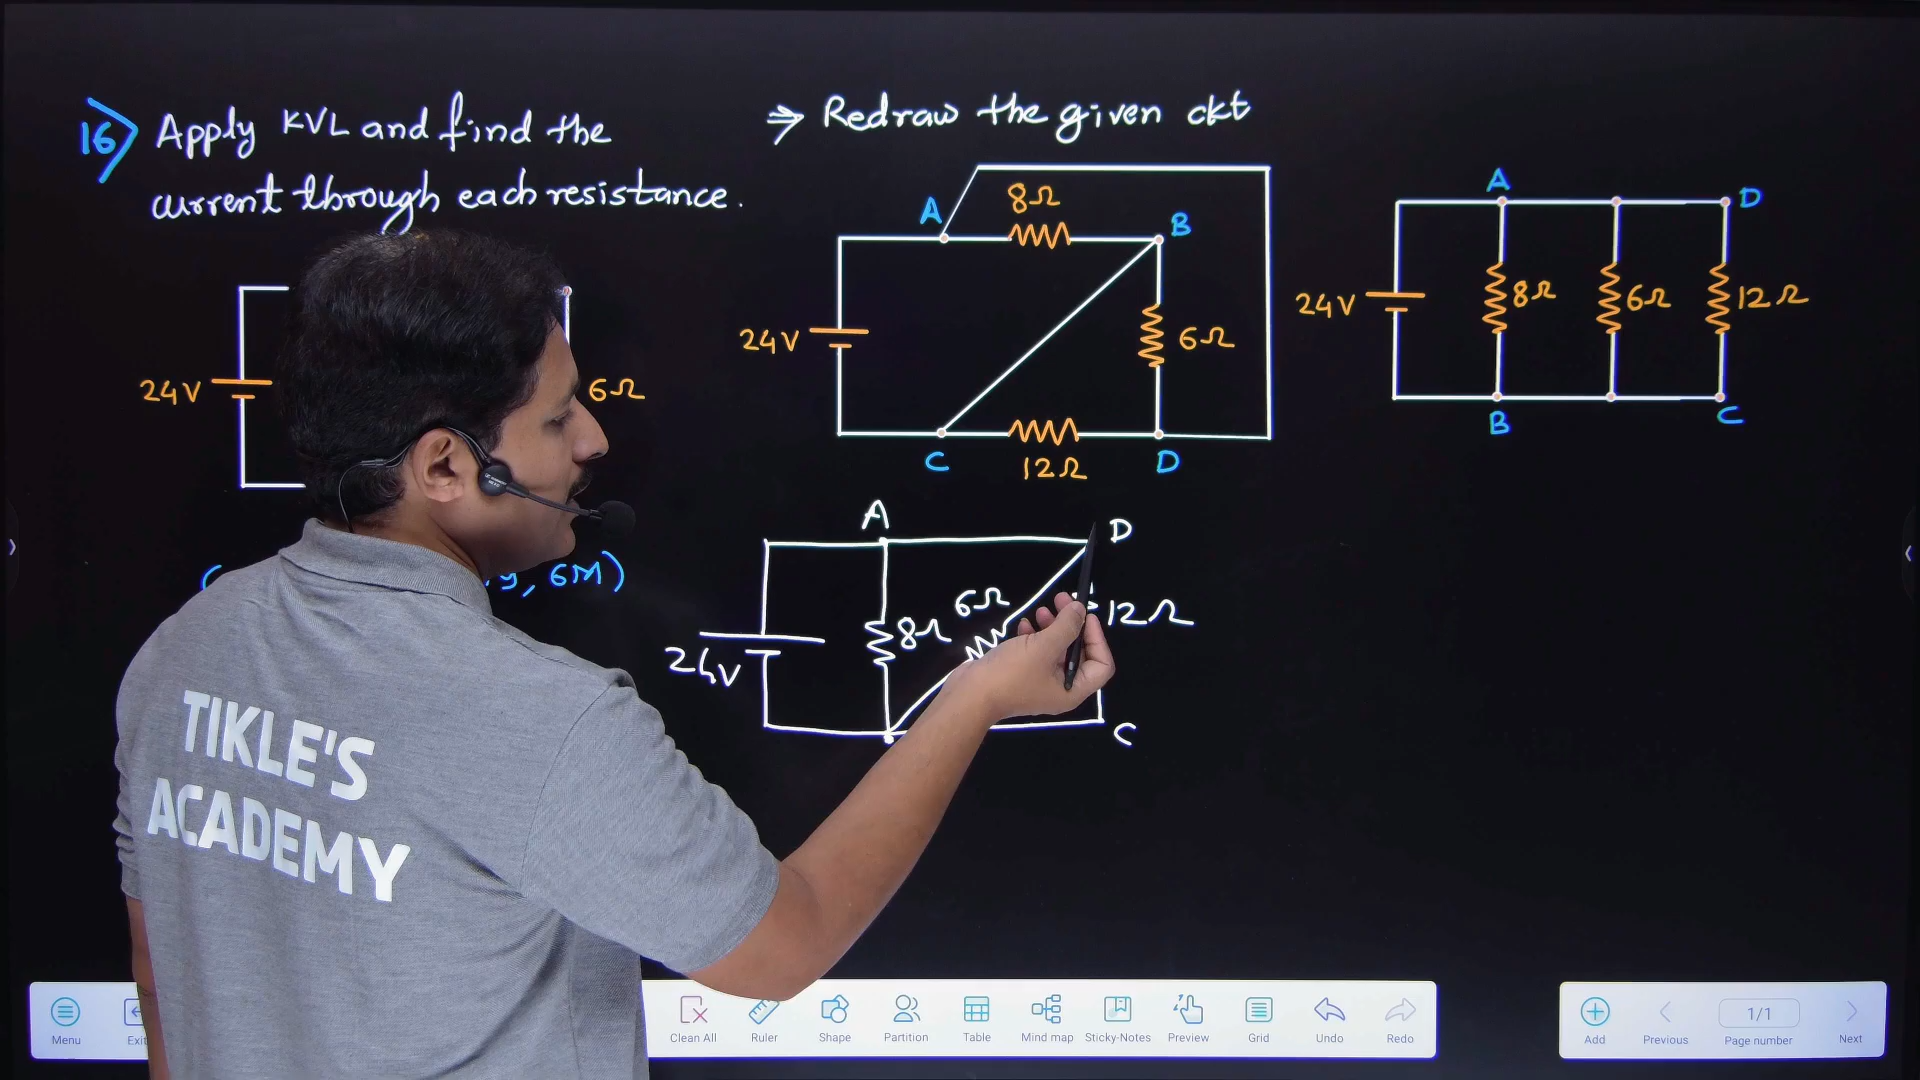 16) Apply KVL and find the
current through each resistance.
24V
6Ω
y, 6M)
⇒ Redraw the given ckt
A
8Ω
B
24V
6Ω
C
12Ω
D
A
D
24V
8Ω
6Ω
12Ω
B
C
A
D
6Ω
8Ω
12Ω
24V
C
TIKLE'S
ACADEMY
Menu
Exit
Clean All
Ruler
Shape
Partition
Table
Mind map
Sticky-Notes
Preview
Grid
Undo
Redo
Add
Previous
1/1
Page number
Next